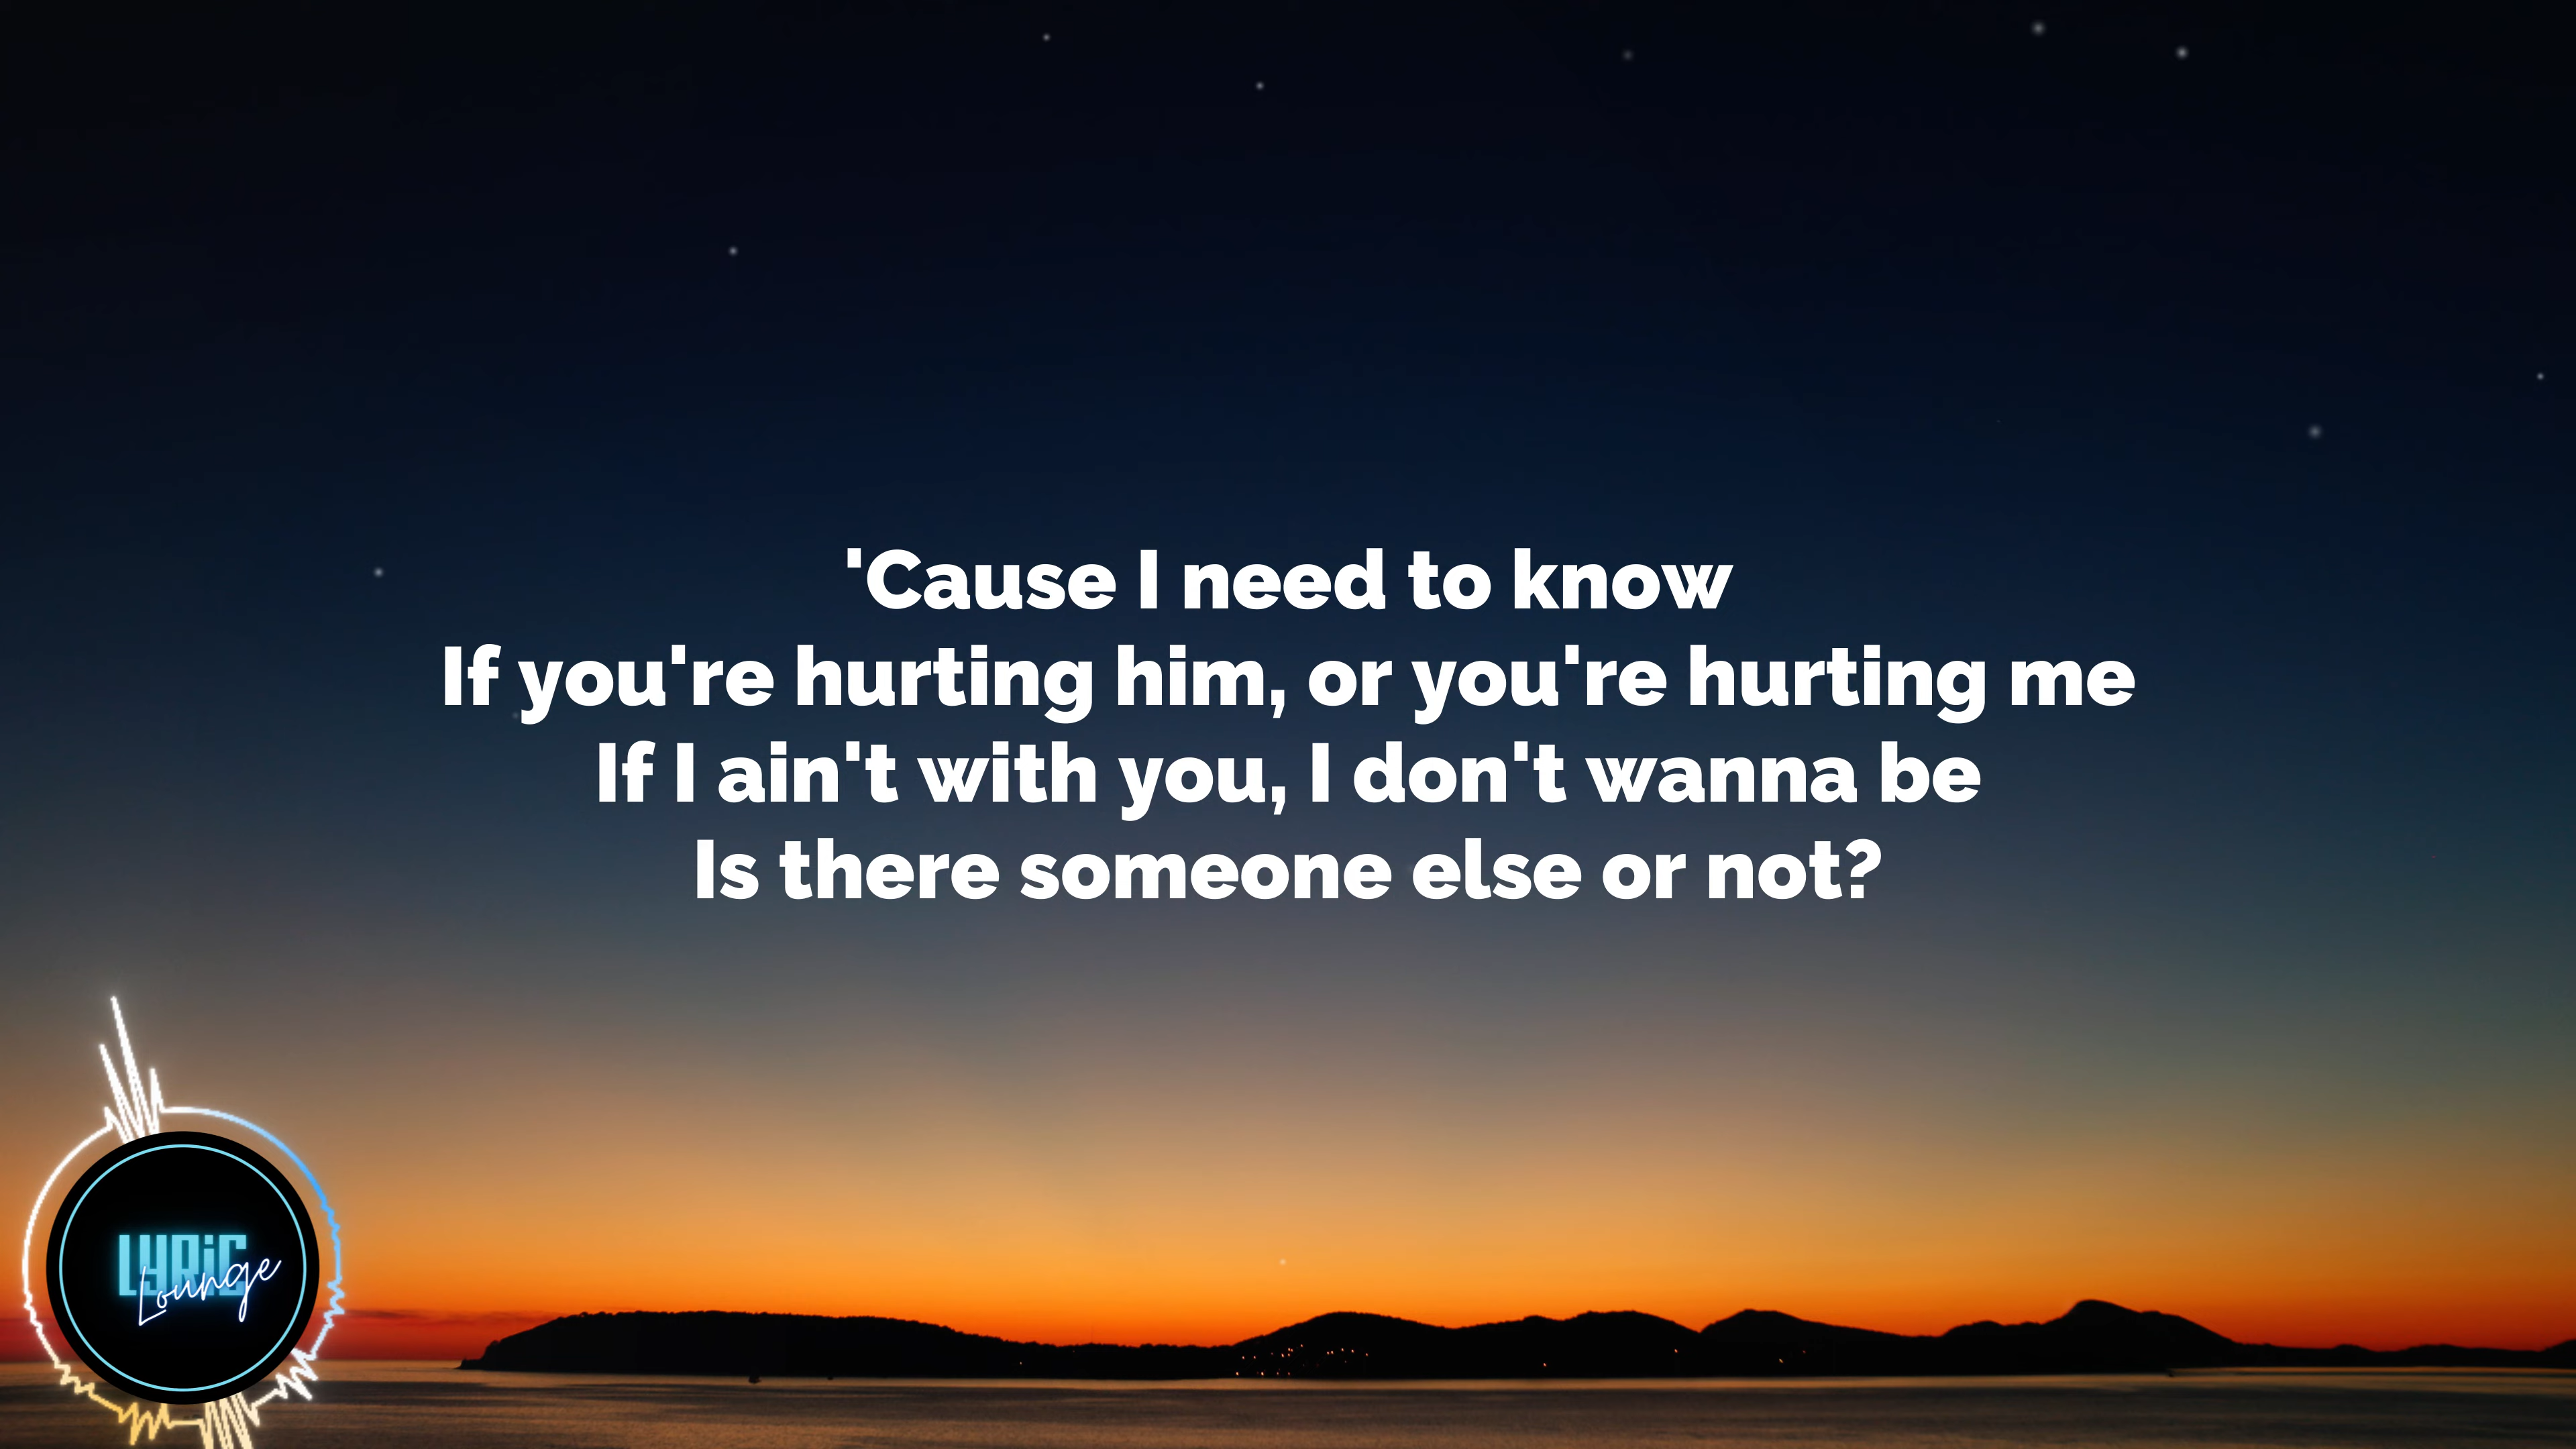 'Cause I need to know
If you're hurting him, or you're hurting me
If I ain't with you, I don't wanna be
Is there someone else or not?
LYRiC
Lounge